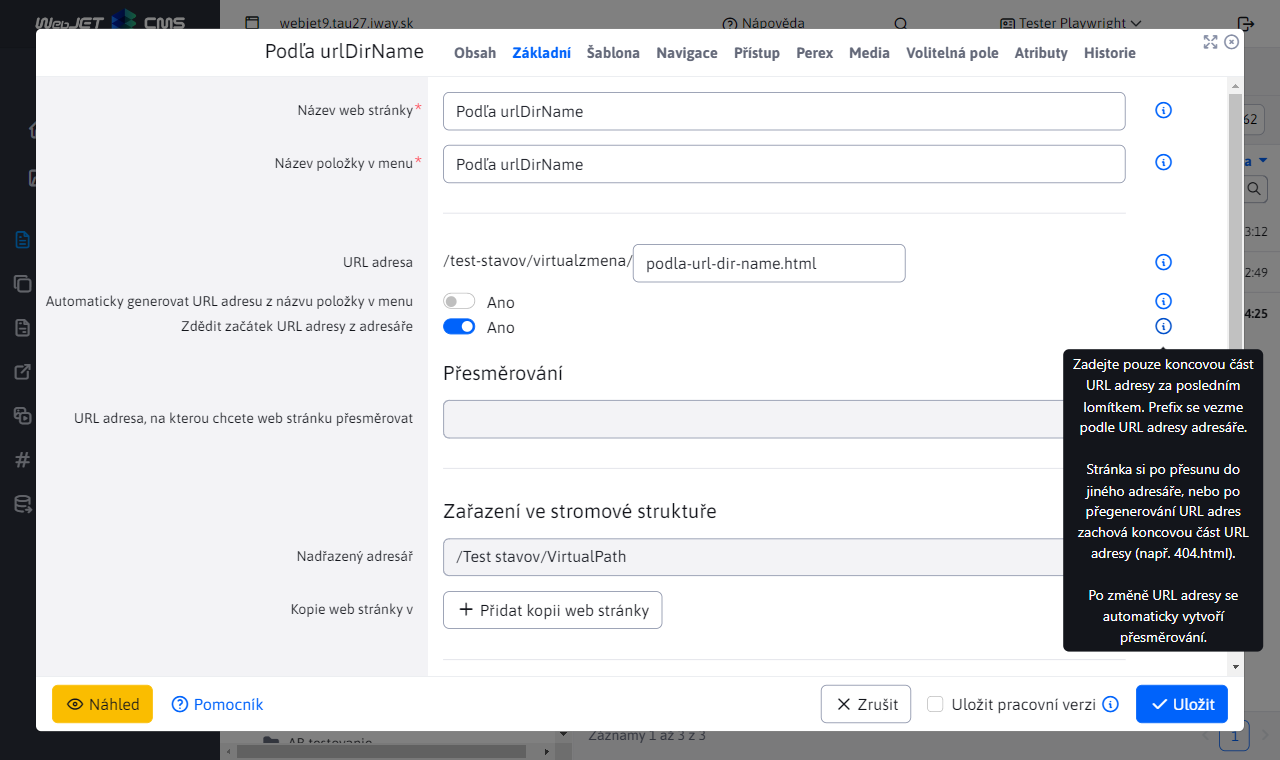 WebJET CMS
webjet9.tau27.iway.sk
Nápověda
Tester Playwright
Podľa urlDirName
Obsah
Základní
Šablona
Navigace
Přístup
Perex
Media
Volitelná pole
Atributy
Historie
Název web stránky*
Podľa urlDirName
62
Název položky v menu*
Podľa urlDirName
a
3:12
URL adresa
/test-stavov/virtualzmena/
podla-url-dir-name.html
2:49
Automaticky generovat URL adresu z názvu položky v menu
Ano
4:25
Zdědit začátek URL adresy z adresáře
Ano
Zadejte pouze koncovou část
URL adresy za posledním
lomítkem. Prefix se vezme
podle URL adresy adresáře.
Stránka si po přesunu do
jiného adresáře, nebo po
přegenerování URL adres
zachová koncovou část URL
adresy (např. 404.html).
Po změně URL adresy se
automaticky vytvoří
přesměrování.
Přesměrování
URL adresa, na kterou chcete web stránku přesměrovat
Zařazení ve stromové struktuře
Nadřazený adresář
/Test stavov/VirtualPath
Kopie web stránky v
Přidat kopii web stránky
Náhled
Pomocník
Zrušit
Uložit pracovní verzi
Uložit
AB testovanie
Záznamy 1 až 3 z 3
1